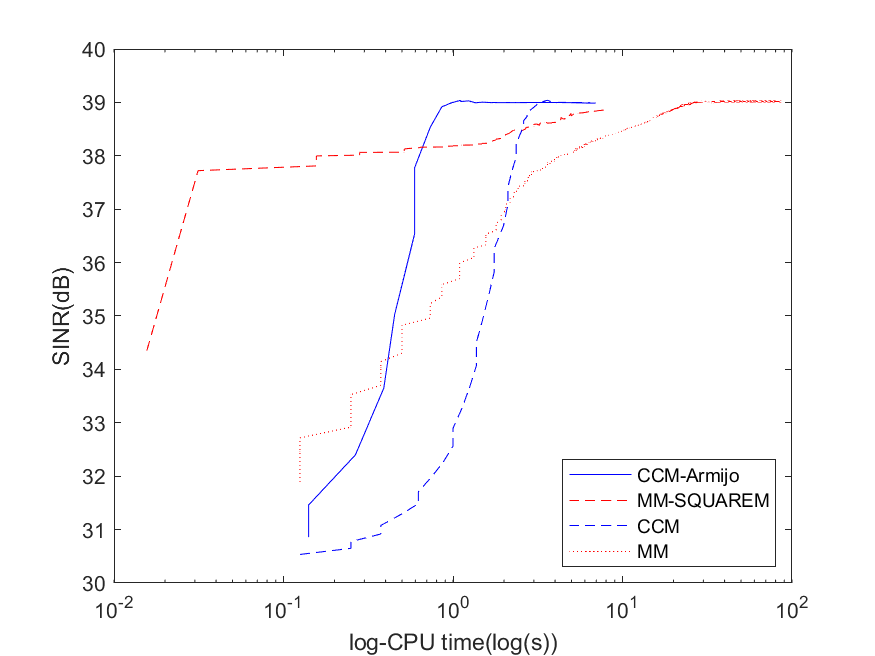 40
39
38
37
36
35
34
33
32
31
30
SINR(dB)
CCM-Armijo
MM-SQUAREM
CCM
MM
10^-2
10^-1
10^0
10^1
10^2
log-CPU time(log(s))